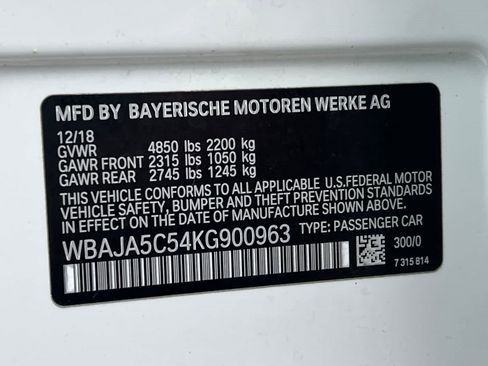 MFD BY BAYERISCHE MOTOREN WERKE AG
12/18
GVWR 4850 lbs 2200 kg
GAWR FRONT 2315 lbs 1050 kg
GAWR REAR 2745 lbs 1245 kg
THIS VEHICLE CONFORMS TO ALL APPLICABLE U.S.FEDERAL MOTOR
VEHICLE SAFETY, BUMPER, AND THEFT PREVENTION STANDARDS
IN EFFECT ON THE DATE OF MANUFACTURE SHOWN ABOVE.
WBAJA5C54KG900963 TYPE: PASSENGER CAR
300/0
7 315 814